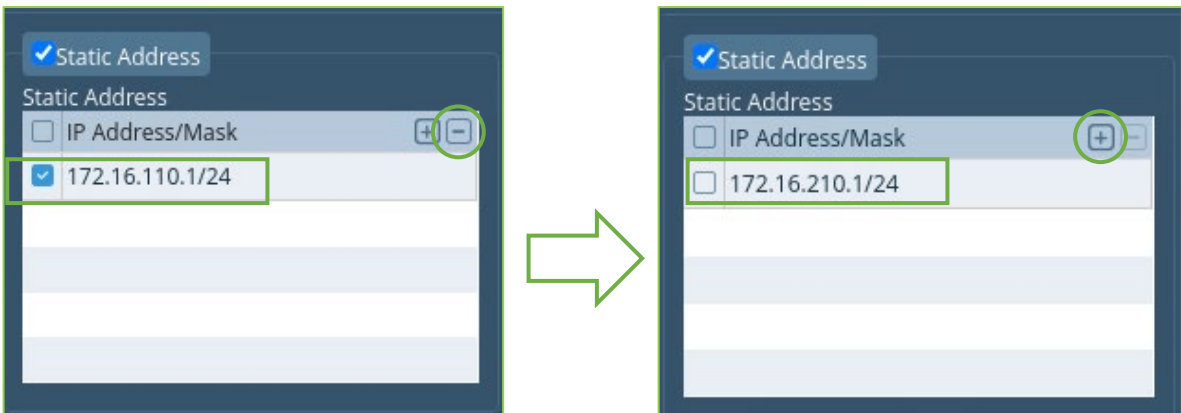 Static Address
Static Address
IP Address/Mask
172.16.110.1/24
Static Address
Static Address
IP Address/Mask
172.16.210.1/24